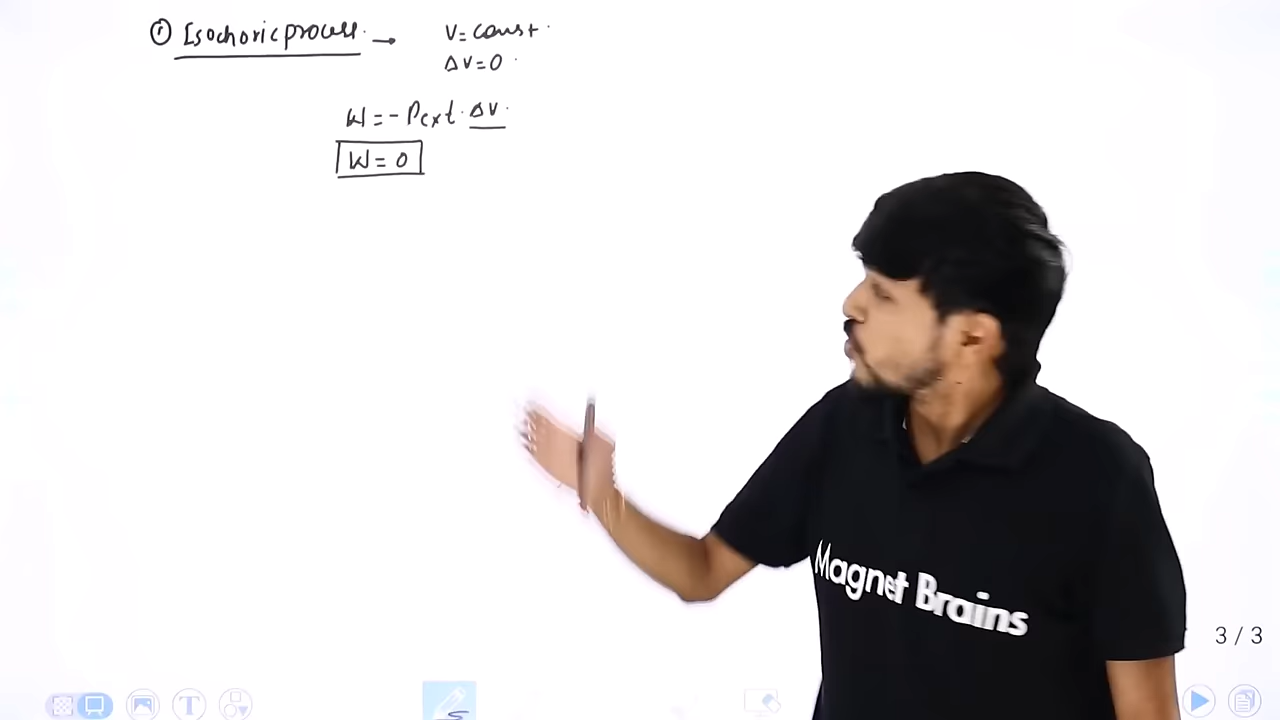 ① Isochoric process. → V = const.
ΔV = 0.
W = - Pext. ΔV.
W = 0
Magnet Brains
3 / 3
T